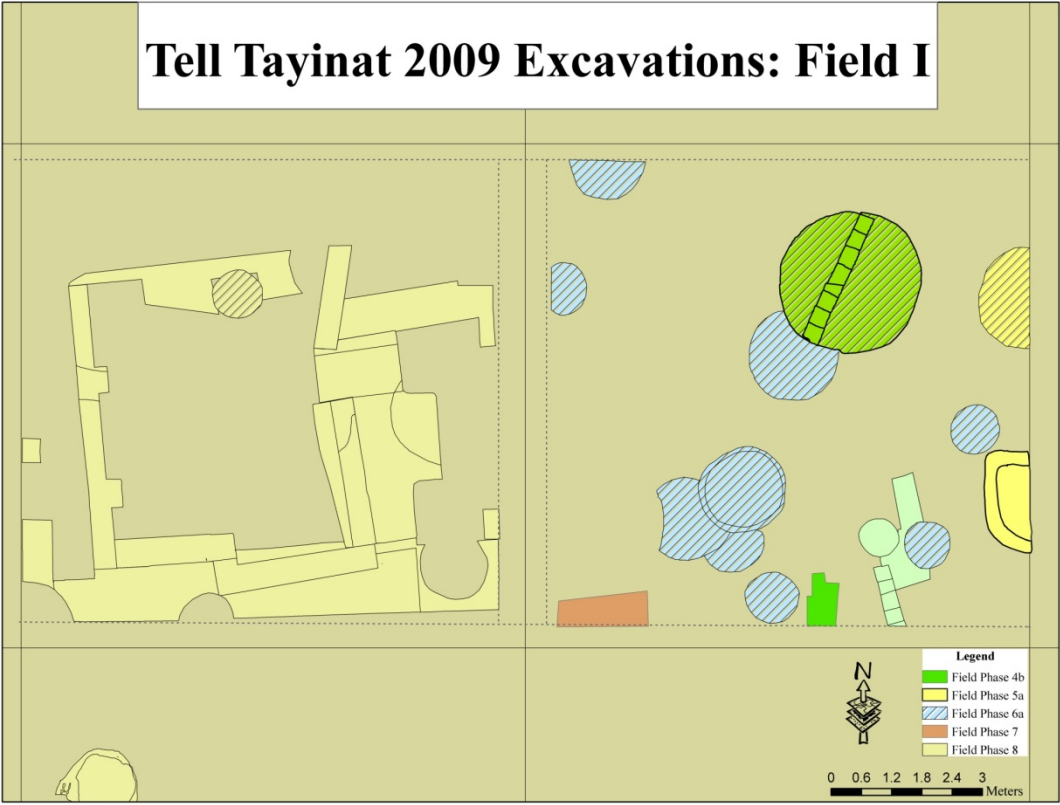 Tell Tayinat 2009 Excavations: Field I
N
Legend
Field Phase 4b
Field Phase 5a
Field Phase 6a
Field Phase 7
Field Phase 8
0 0.6 1.2 1.8 2.4 3
Meters